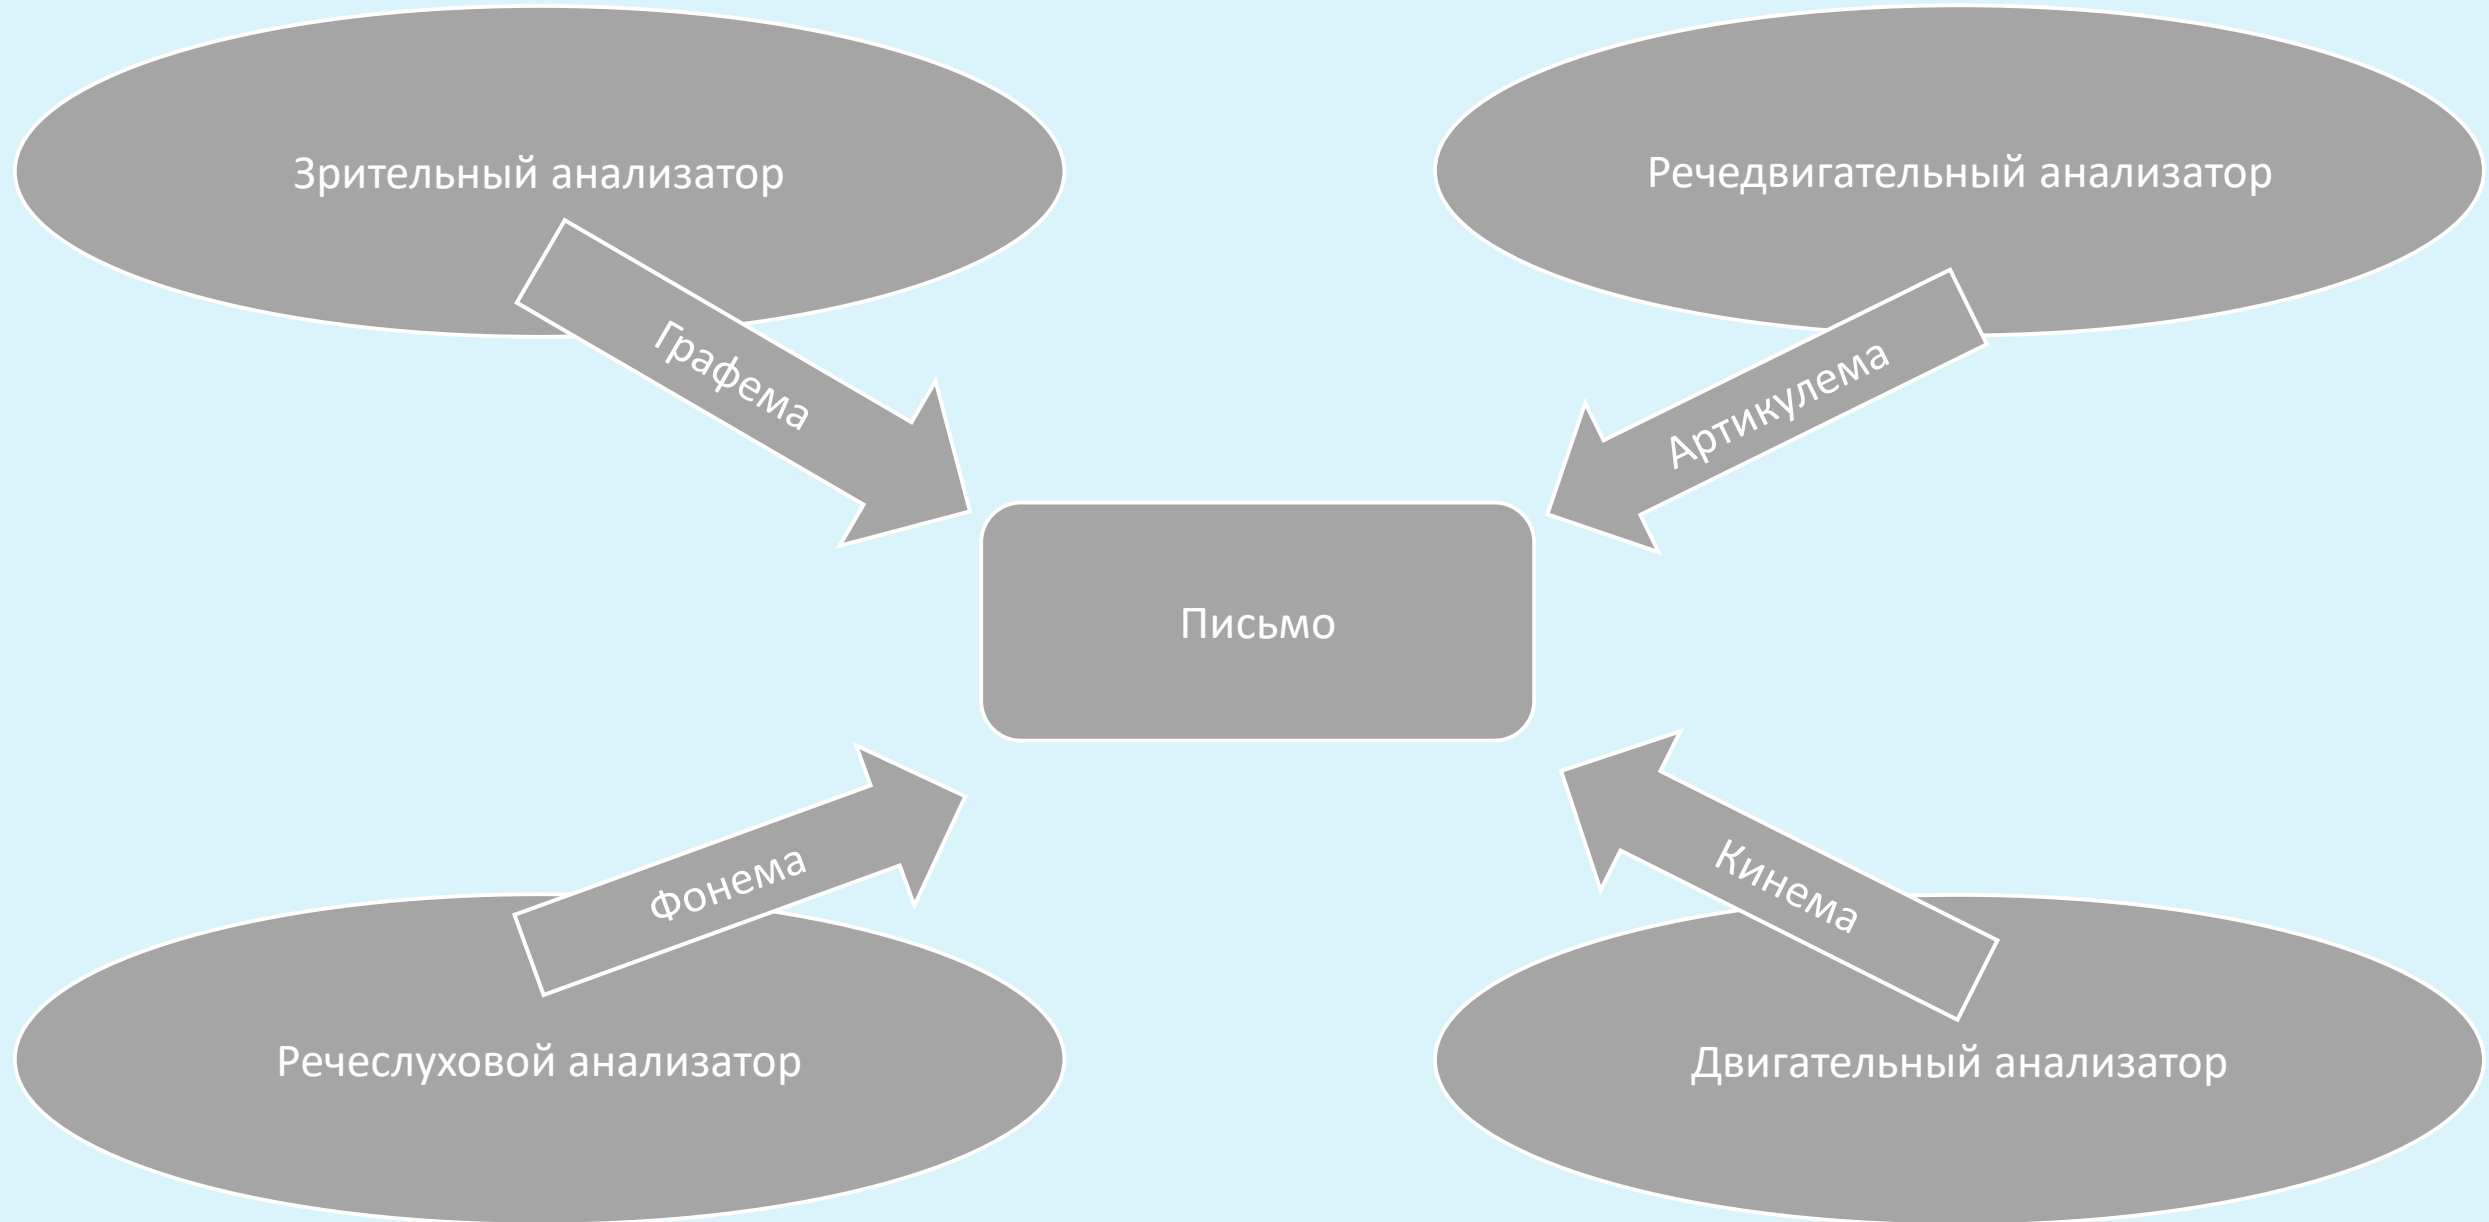 Зрительный анализатор
Речедвигательный анализатор
Графема
Артикулема
Письмо
Фонема
Кинема
Речеслуховой анализатор
Двигательный анализатор